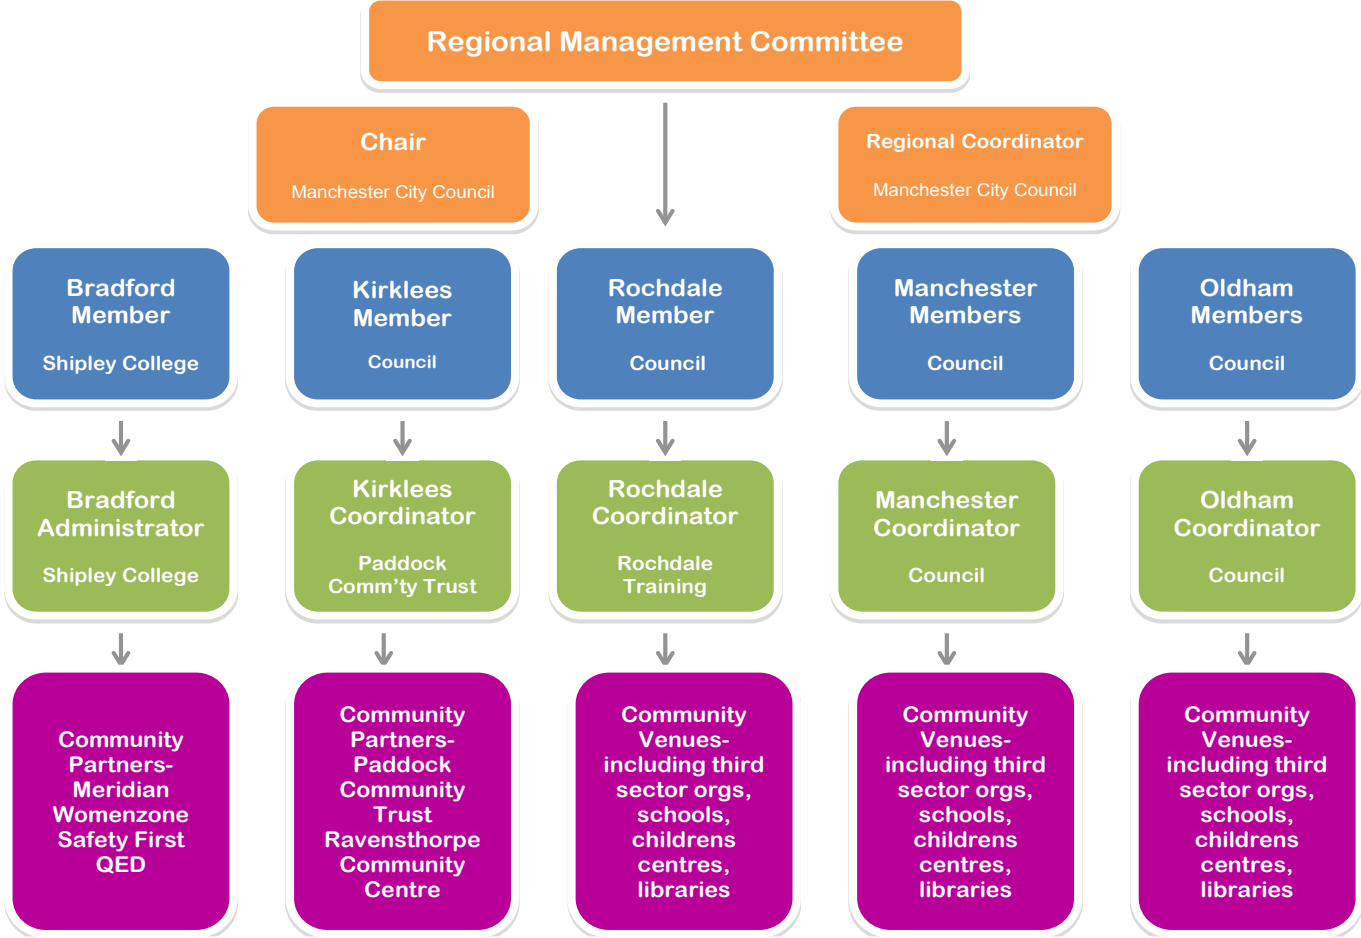 Regional Management Committee
Chair
Manchester City Council
Regional Coordinator
Manchester City Council
Bradford
Member
Shipley College
Kirklees
Member
Council
Rochdale
Member
Council
Manchester
Members
Council
Oldham
Members
Council
Bradford
Administrator
Shipley College
Kirklees
Coordinator
Paddock
Comm'ty Trust
Rochdale
Coordinator
Rochdale
Training
Manchester
Coordinator
Council
Oldham
Coordinator
Council
Community
Partners-
Meridian
Womenzone
Safety First
QED
Community
Partners-
Paddock
Community
Trust
Ravensthorpe
Community
Centre
Community
Venues-
including third
sector orgs,
schools,
childrens
centres,
libraries
Community
Venues-
including third
sector orgs,
schools,
childrens
centres,
libraries
Community
Venues-
including third
sector orgs,
schools,
childrens
centres,
libraries